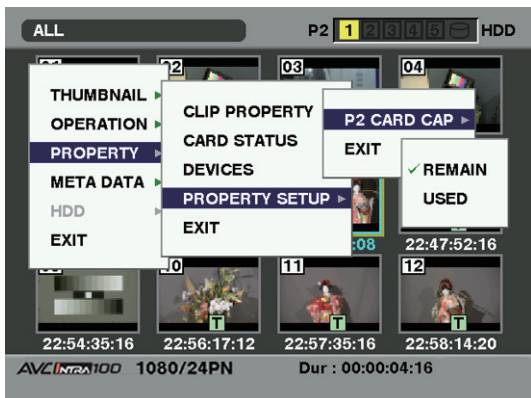 ALL P2 1 2 3 4 5 HDD
02 03 04
THUMBNAIL
OPERATION
PROPERTY
META DATA
HDD
EXIT
CLIP PROPERTY
CARD STATUS
DEVICES
PROPERTY SETUP
EXIT
P2 CARD CAP
EXIT
REMAIN
USED
:08 22:47:52:16
10 11 12
T T T
22:54:35:16 22:56:17:12 22:57:35:16 22:58:14:20
AVC INTRA 100 1080/24PN Dur : 00:00:04:16